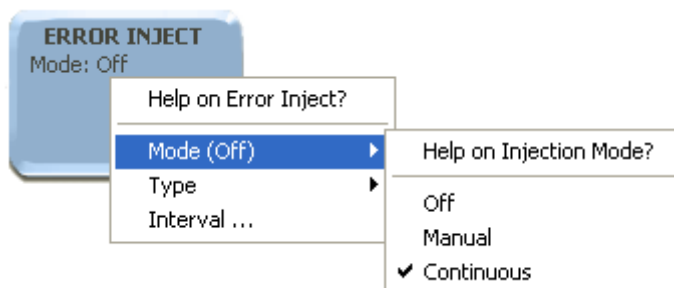 ERROR INJECT
Mode: Off
Help on Error Inject?
Mode (Off)
Type
Interval ...
Help on Injection Mode?
Off
Manual
Continuous